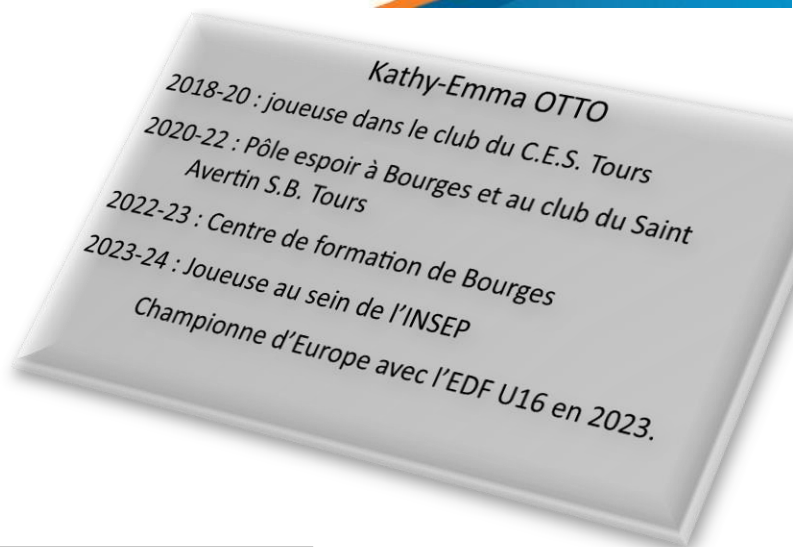 Kathy-Emma OTTO
2018-20 : joueuse dans le club du C.E.S. Tours
2020-22 : Pôle espoir à Bourges et au club du Saint
Avertin S.B. Tours
2022-23 : Centre de formation de Bourges
2023-24 : Joueuse au sein de l'INSEP
Championne d'Europe avec l'EDF U16 en 2023.